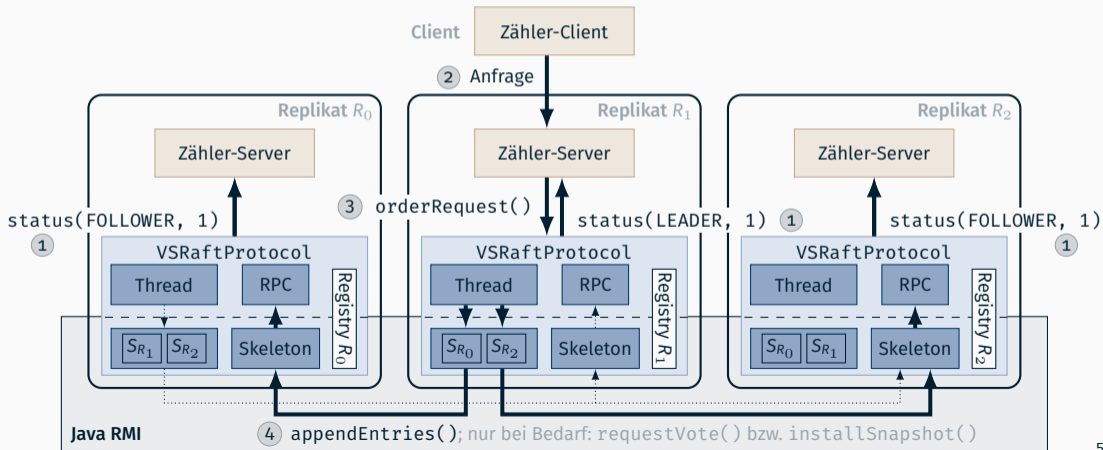 Client
Zähler-Client
2 Anfrage
Replikat R0
Replikat R1
Replikat R2
Zähler-Server
Zähler-Server
Zähler-Server
3 orderRequest()
status(FOLLOWER, 1)
1
status(LEADER, 1) 1
status(FOLLOWER, 1)
1
VSRaftProtocol
Thread
RPC
SR1
SR2
Skeleton
Registry R0
VSRaftProtocol
Thread
RPC
SR0
SR2
Skeleton
Registry R1
VSRaftProtocol
Thread
RPC
SR0
SR1
Skeleton
Registry R2
Java RMI
4 appendEntries(); nur bei Bedarf: requestVote() bzw. installSnapshot()
5